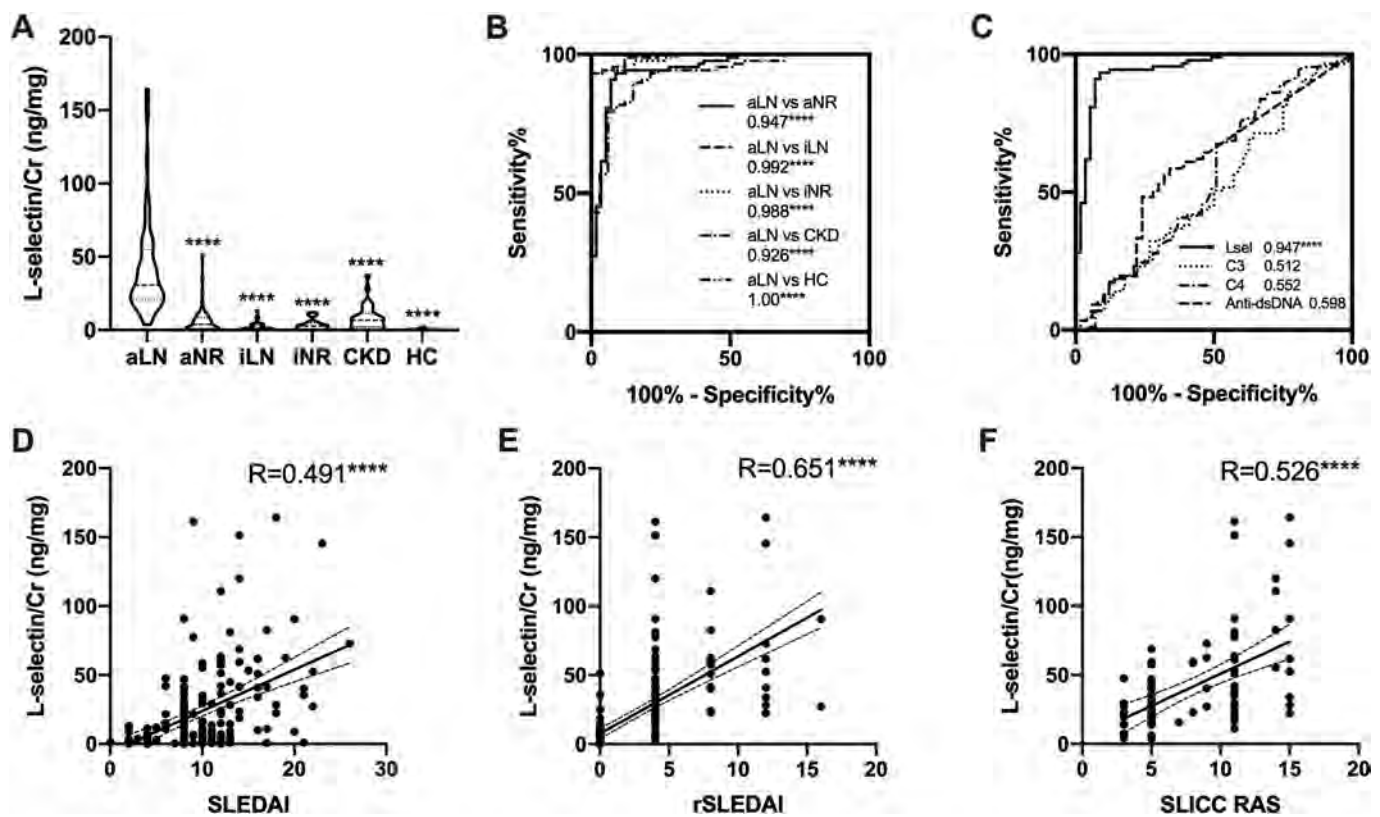 A
L-selectin/Cr (ng/mg)
200
150
100
50
0
****
****
****
****
****
aLN aNR iLN iNR CKD HC
B
Sensitivity%
100
50
0
0 50 100
100% - Specificity%
aLN vs aNR
0.947****
aLN vs iLN
0.992****
aLN vs iNR
0.988****
aLN vs CKD
0.926****
aLN vs HC
1.00****
C
Sensitivity%
100
50
0
0 50 100
100% - Specificity%
Lsel 0.947****
C3 0.512
C4 0.552
Anti-dsDNA 0.598
D
R=0.491****
L-selectin/Cr (ng/mg)
200
150
100
50
0
0 10 20 30
SLEDAI
E
R=0.651****
L-selectin/Cr (ng/mg)
200
150
100
50
0
0 5 10 15 20
rSLEDAI
F
R=0.526****
L-selectin/Cr(ng/mg)
200
150
100
50
0
0 5 10 15 20
SLICC RAS